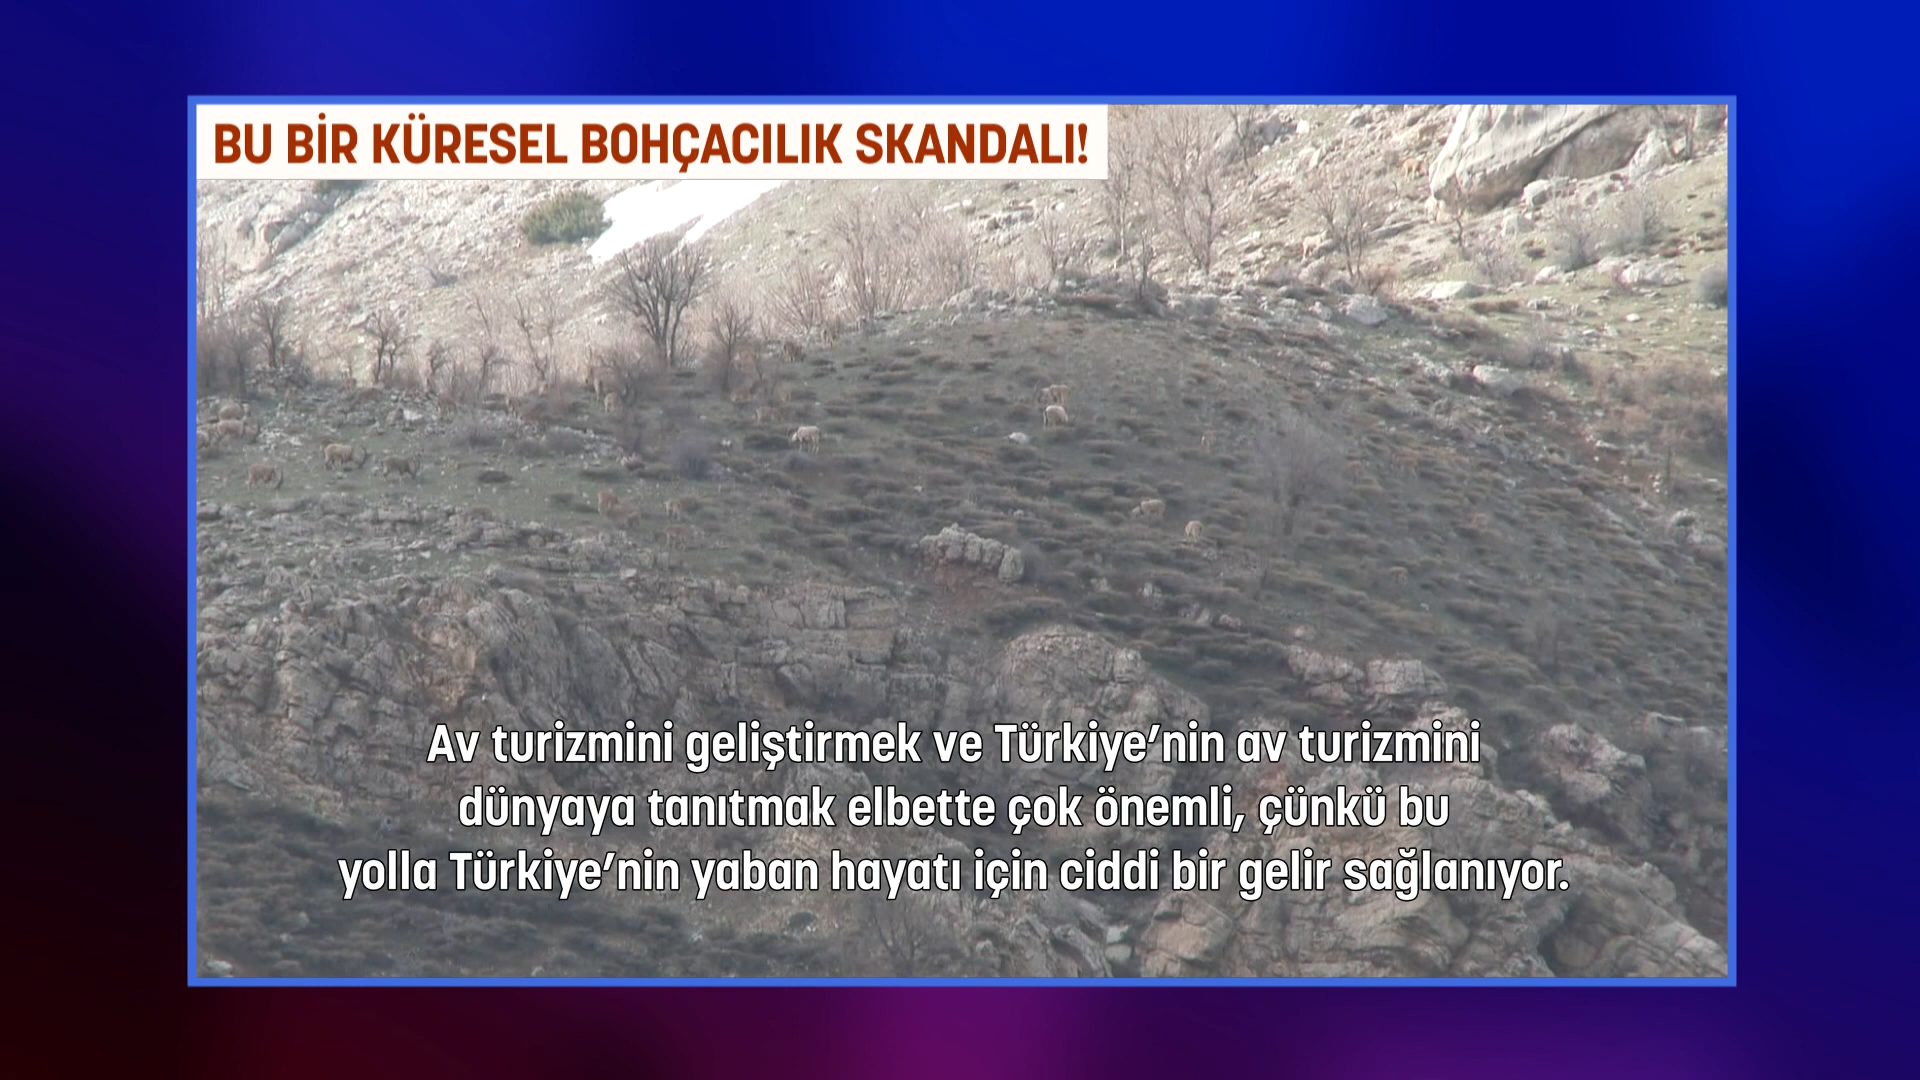 BU BİR KÜRESEL BOHÇACILIK SKANDALI!
Av turizmini geliştirmek ve Türkiye’nin av turizmini
dünyaya tanıtmak elbette çok önemli, çünkü bu
yolla Türkiye’nin yaban hayatı için ciddi bir gelir sağlanıyor.